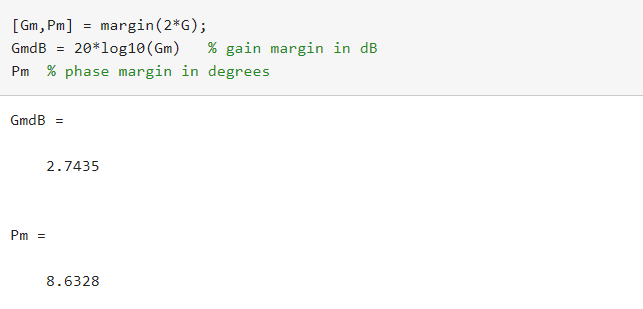 [Gm,Pm] = margin(2*G);
GmdB = 20*log10(Gm)   % gain margin in dB
Pm  % phase margin in degrees
GmdB =
2.7435
Pm =
8.6328